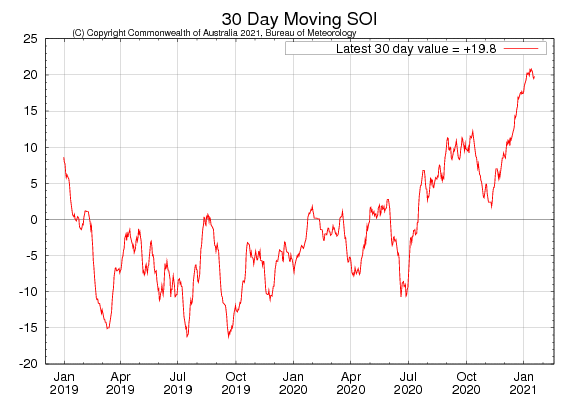 30 Day Moving SOI
(C) Copyright Commonwealth of Australia 2021, Bureau of Meteorology
Latest 30 day value = +19.8
25
20
15
10
5
0
-5
-10
-15
-20
Jan Apr Jul Oct Jan Apr Jul Oct Jan
2019 2019 2019 2019 2020 2020 2020 2020 2021